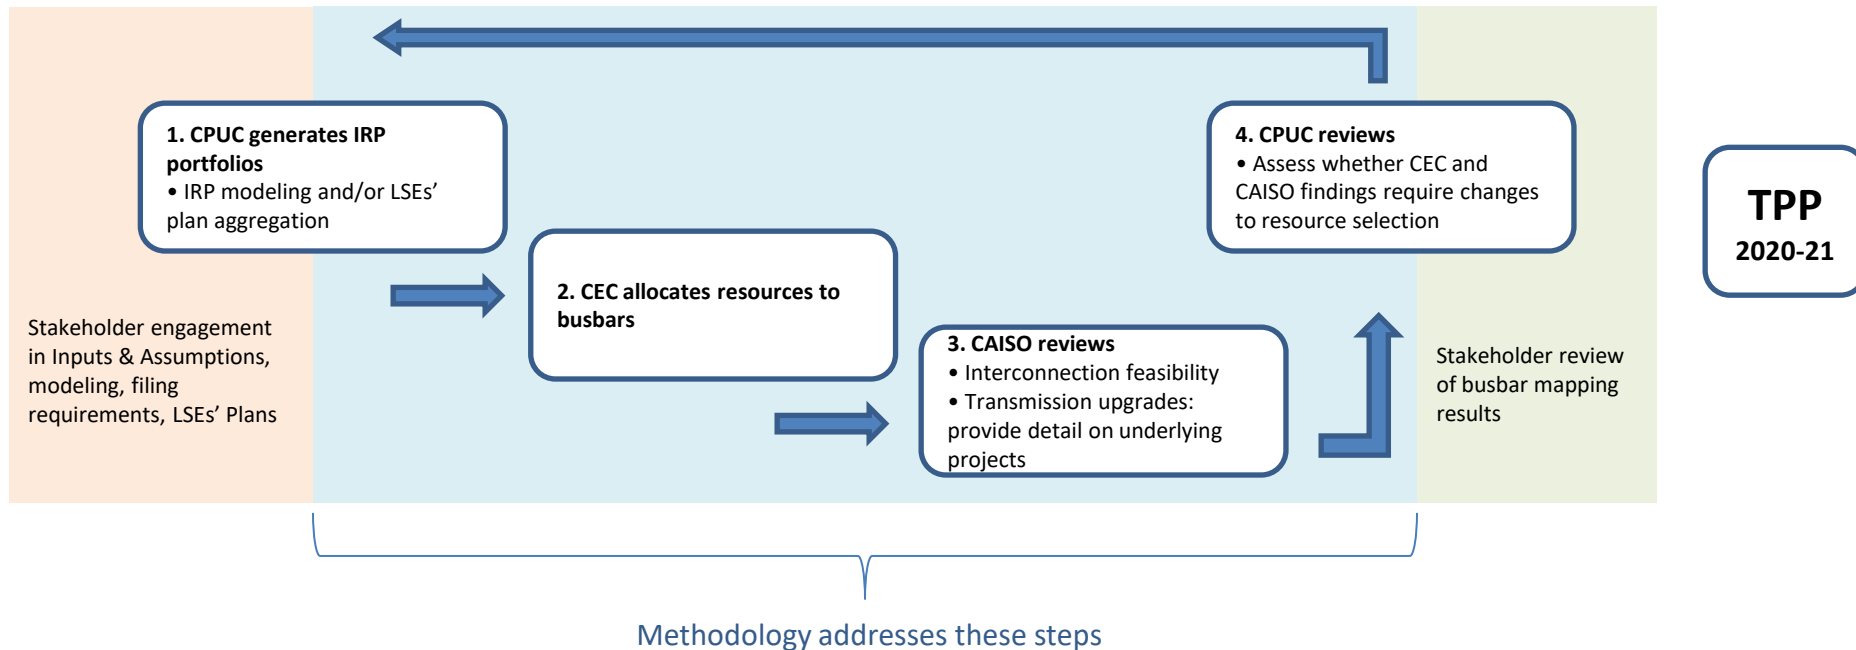 1. CPUC generates IRP
portfolios
• IRP modeling and/or LSEs’
plan aggregation
4. CPUC reviews
• Assess whether CEC and
CAISO findings require changes
to resource selection
TPP
2020-21
2. CEC allocates resources to
busbars
Stakeholder engagement
in Inputs & Assumptions,
modeling, filing
requirements, LSEs’ Plans
3. CAISO reviews
• Interconnection feasibility
• Transmission upgrades:
provide detail on underlying
projects
Stakeholder review
of busbar mapping
results
Methodology addresses these steps